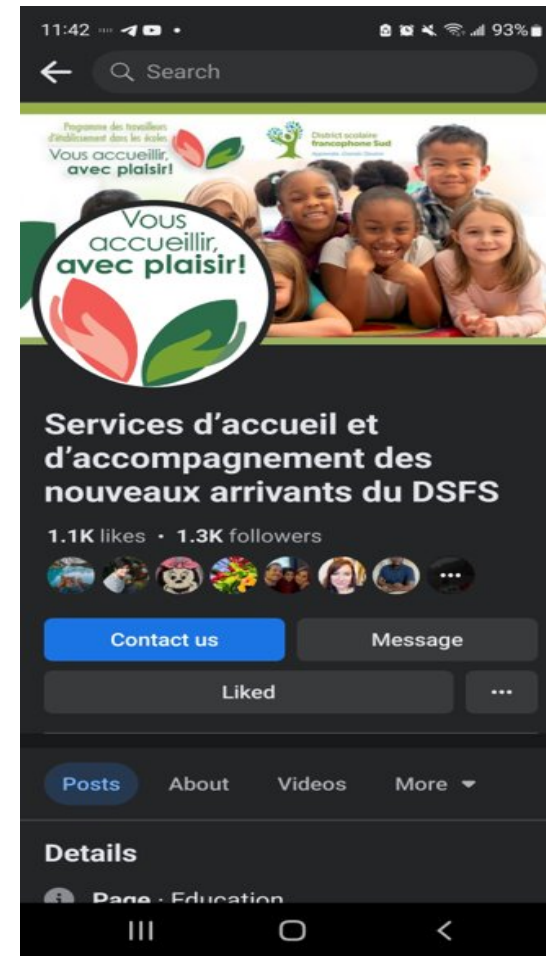 11:42
93%
Search
Programme des travailleurs
d'établissement dans les écoles
Vous accueillir,
avec plaisir!
District scolaire
francophone Sud
Vous
accueillir,
avec plaisir!
Services d'accueil et
d'accompagnement des
nouveaux arrivants du DSFS
1.1K likes • 1.3K followers
Contact us
Message
Liked
Posts
About
Videos
More
Details
Page · Education